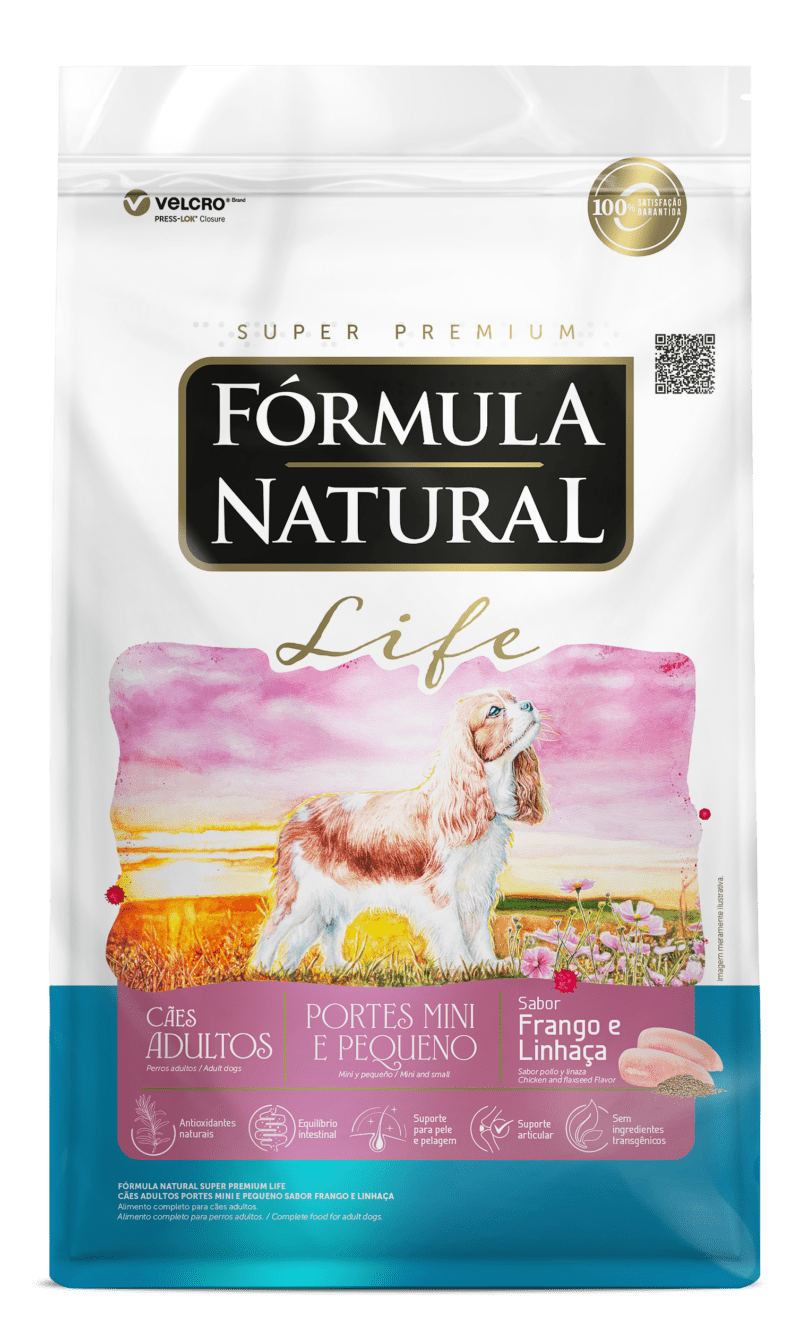 VELCRO® Brand
PRESS-LOK® Closure
100% SATISFAÇÃO
GARANTIDA
SUPER PREMIUM
FÓRMULA
NATURAL
Life
Imagem meramente ilustrativa.
CÃES
ADULTOS
Perros adultos / Adult dogs
PORTES MINI
E PEQUENO
Mini y pequeño / Mini and small
Sabor
Frango e
Linhaça
Sabor pollo y linaza
Chicken and flaxseed Flavor
Antioxidantes
naturais
Equilíbrio
intestinal
Suporte
para pele
e pelagem
Suporte
articular
Sem
ingredientes
transgênicos
FÓRMULA NATURAL SUPER PREMIUM LIFE
CÃES ADULTOS PORTES MINI E PEQUENO SABOR FRANGO E LINHAÇA
Alimento completo para cães adultos.
Alimento completo para perros adultos. / Complete food for adult dogs.